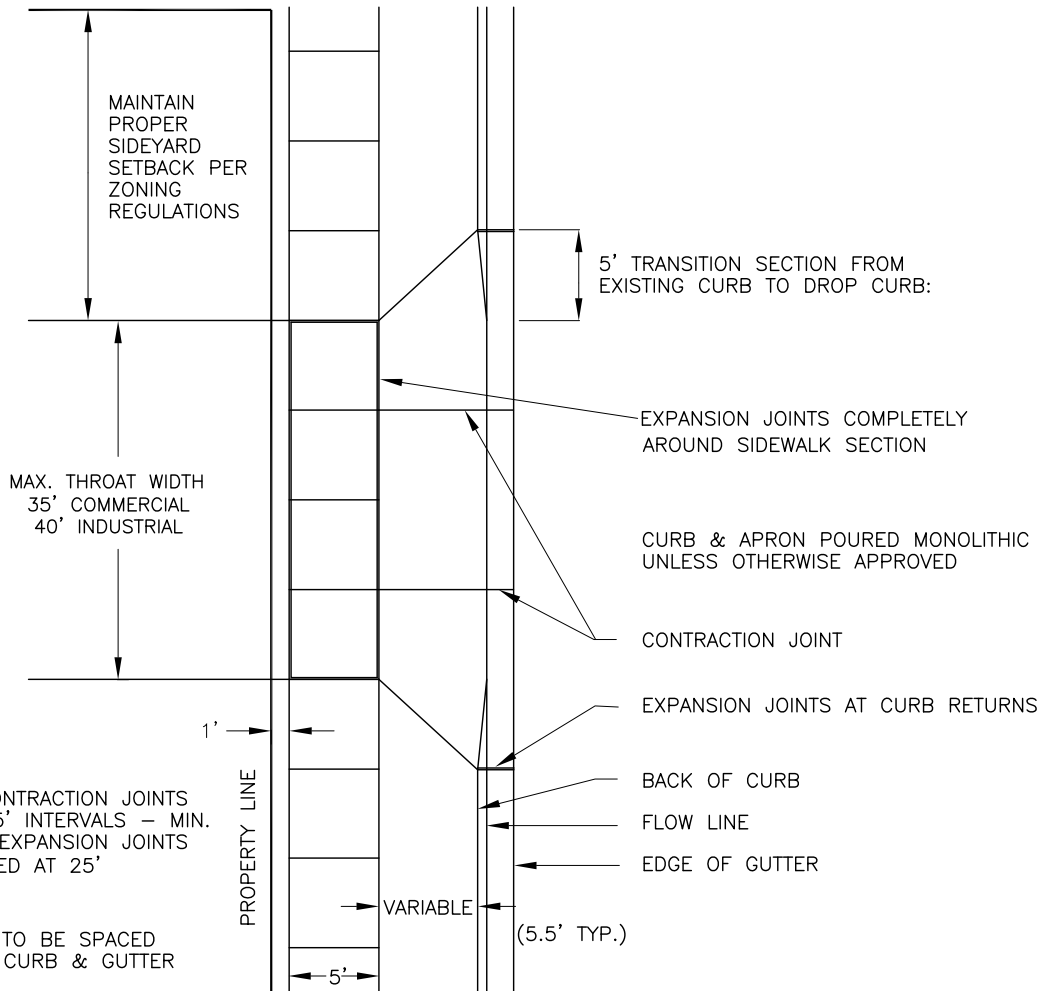 MAINTAIN
PROPER
SIDEYARD
SETBACK PER
ZONING
REGULATIONS
5' TRANSITION SECTION FROM
EXISTING CURB TO DROP CURB:
EXPANSION JOINTS COMPLETELY
AROUND SIDEWALK SECTION
MAX. THROAT WIDTH
35' COMMERCIAL
40' INDUSTRIAL
CURB & APRON POURED MONOLITHIC
UNLESS OTHERWISE APPROVED
CONTRACTION JOINT
EXPANSION JOINTS AT CURB RETURNS
1'
PROPERTY LINE
BACK OF CURB
FLOW LINE
EDGE OF GUTTER
ONTRACTION JOINTS
5' INTERVALS – MIN.
EXPANSION JOINTS
ED AT 25'
VARIABLE
(5.5' TYP.)
TO BE SPACED
CURB & GUTTER
5'